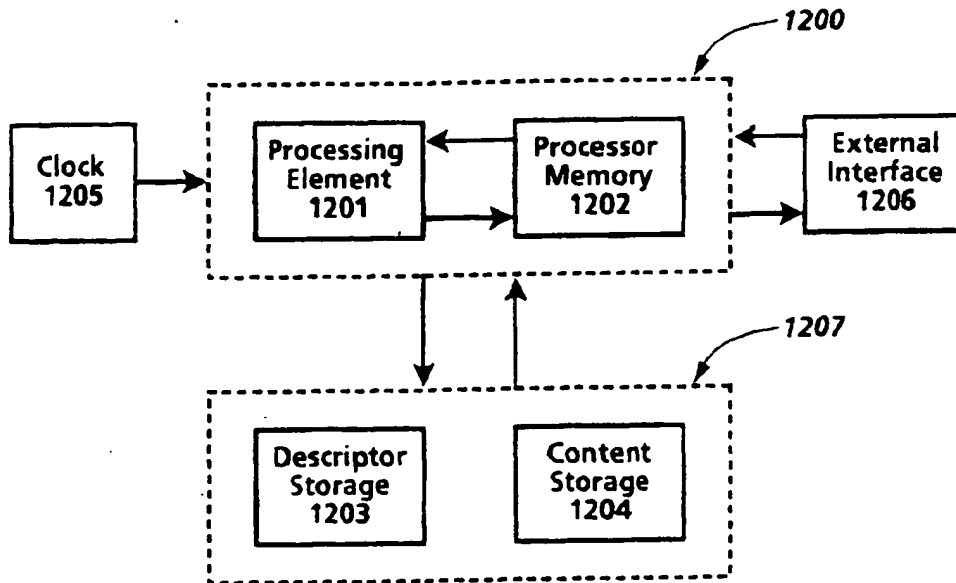 1200
Clock
1205
Processing
Element
1201
Processor
Memory
1202
External
Interface
1206
1207
Descriptor
Storage
1203
Content
Storage
1204